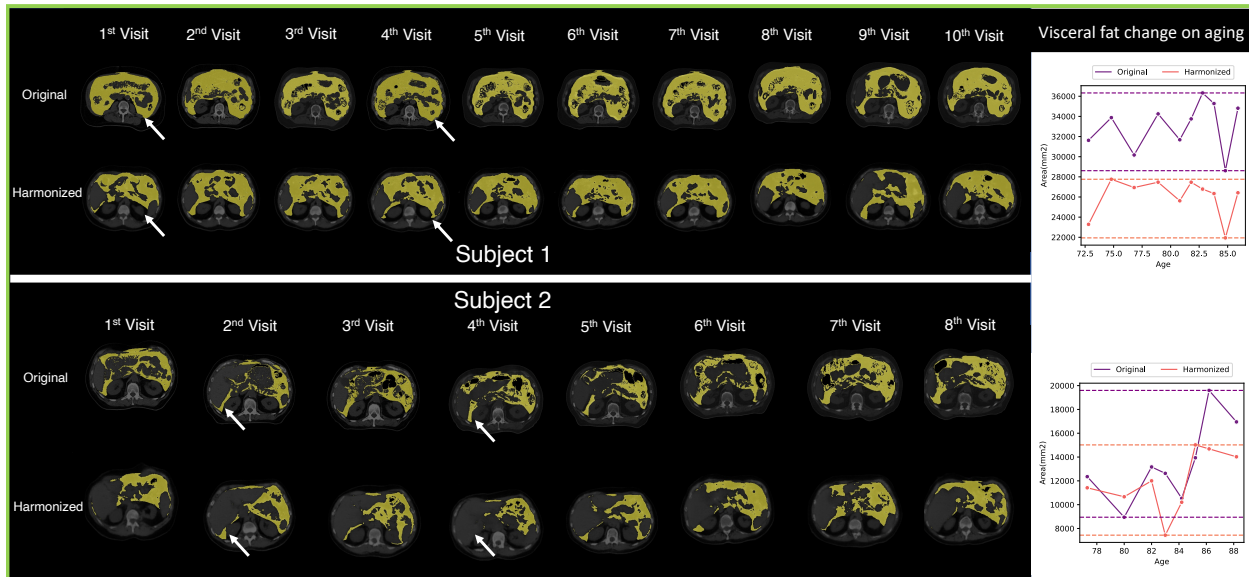 1st Visit 2nd Visit 3rd Visit 4th Visit 5th Visit 6th Visit 7th Visit 8th Visit 9th Visit 10th Visit
Original
Harmonized
Subject 1
Visceral fat change on aging
Original Harmonized
36000
34000
32000
30000
28000
26000
24000
22000
Area(mm2)
72.5 75.0 77.5 80.0 82.5 85.0
Age
Subject 2
1st Visit 2nd Visit 3rd Visit 4th Visit 5th Visit 6th Visit 7th Visit 8th Visit
Original
Harmonized
Original Harmonized
20000
18000
16000
14000
12000
10000
8000
Area(mm2)
78 80 82 84 86 88
Age